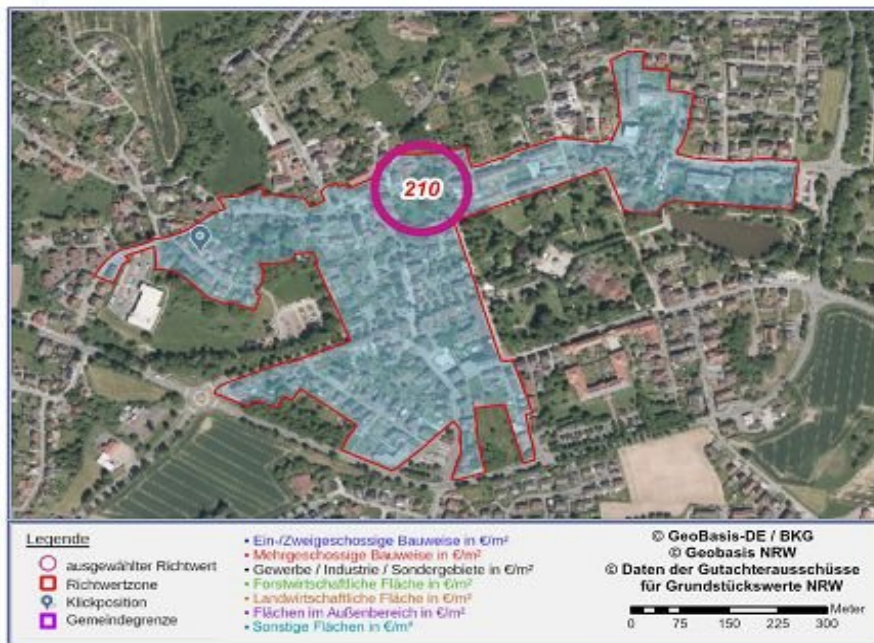 210
Legende
ausgewählter Richtwert
Richtwertzone
Klickposition
Gemeindegrenze
• Ein-/Zweigeschossige Bauweise in €/m²
• Mehrgeschossige Bauweise in €/m²
• Gewerbe / Industrie / Sondergebiete in €/m²
• Forstwirtschaftliche Fläche in €/m²
• Landwirtschaftliche Fläche in €/m²
• Flächen im Außenbereich in €/m²
• Sonstige Flächen in €/m²
© GeoBasis-DE / BKG
© Geobasis NRW
© Daten der Gutachterausschüsse
für Grundstückswerte NRW
Meter
0 75 150 225 300